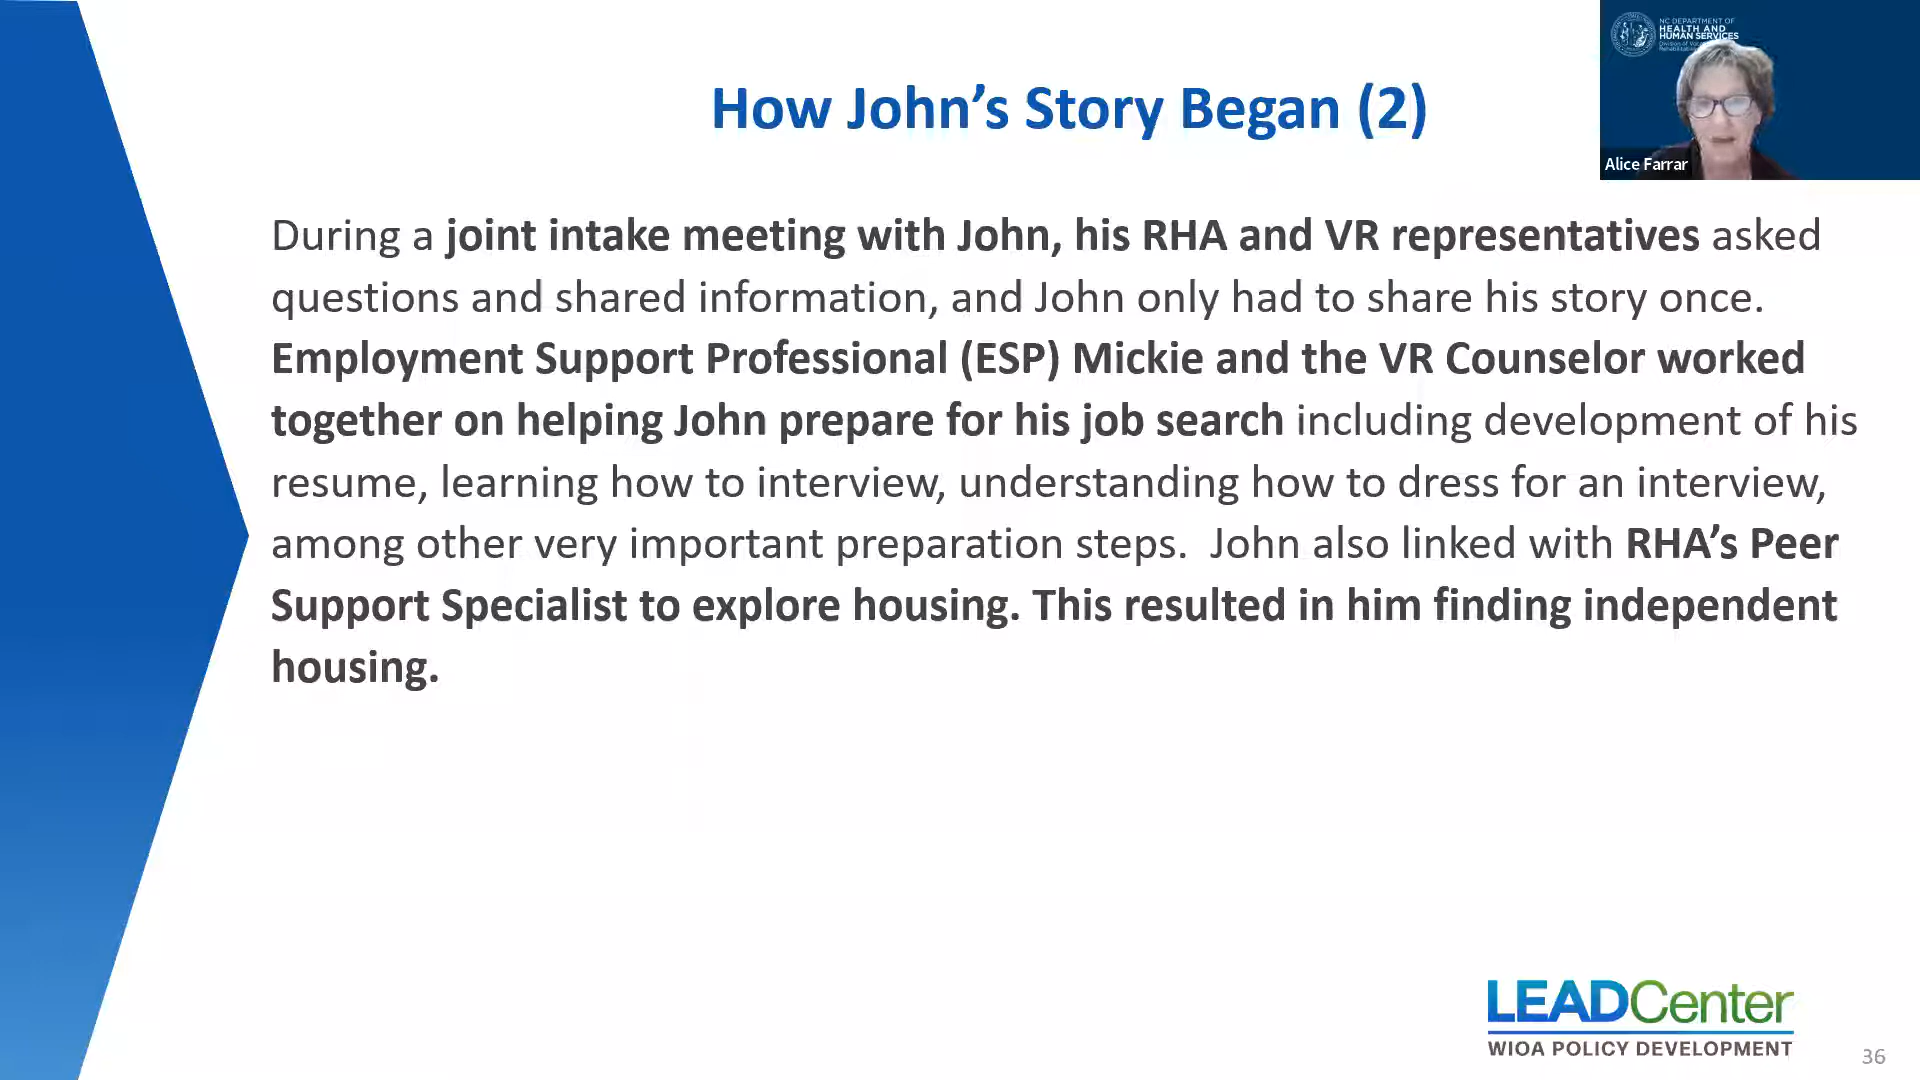 NC DEPARTMENT OF
HEALTH AND
HUMAN SERVICES
How John’s Story Began (2)
Alice Farrar
During a joint intake meeting with John, his RHA and VR representatives asked
questions and shared information, and John only had to share his story once.
Employment Support Professional (ESP) Mickie and the VR Counselor worked
together on helping John prepare for his job search including development of his
resume, learning how to interview, understanding how to dress for an interview,
among other very important preparation steps.  John also linked with RHA’s Peer
Support Specialist to explore housing. This resulted in him finding independent
housing.
LEADCenter
WIOA POLICY DEVELOPMENT
36